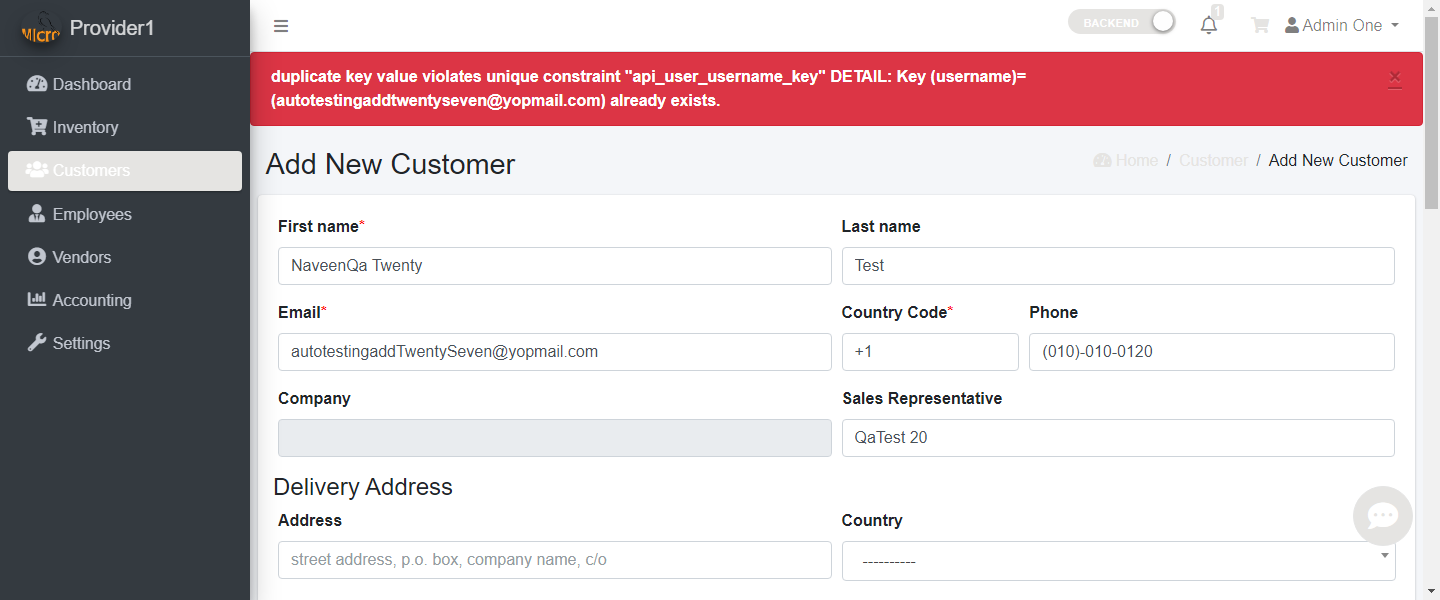 Micro Provider1
BACKEND
1
Admin One
duplicate key value violates unique constraint "api_user_username_key" DETAIL: Key (username)=
(autotestingaddtwentyseven@yopmail.com) already exists.
×
Dashboard
Inventory
Customers
Employees
Vendors
Accounting
Settings
Add New Customer
Home / Customer / Add New Customer
First name*
Last name
NaveenQa Twenty
Test
Email*
Country Code*
Phone
autotestingaddTwentySeven@yopmail.com
+1
(010)-010-0120
Company
Sales Representative
QaTest 20
Delivery Address
Address
Country
street address, p.o. box, company name, c/o
----------